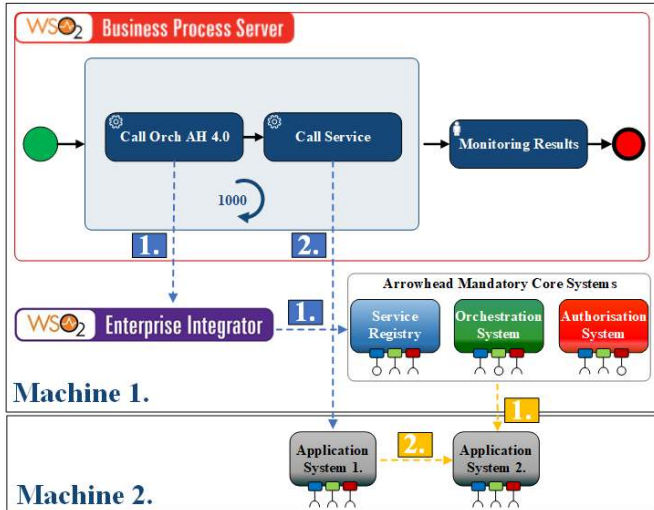 WSO2 Business Process Server
Call Orch AH 4.0
Call Service
Monitoring Results
1000
1.
2.
Arrowhead Mandatory Core Systems
WSO2 Enterprise Integrator
1.
Service
Registry
Orchestration
System
Authorisation
System
Machine 1.
1.
Application
System 1.
2.
Application
System 2.
Machine 2.